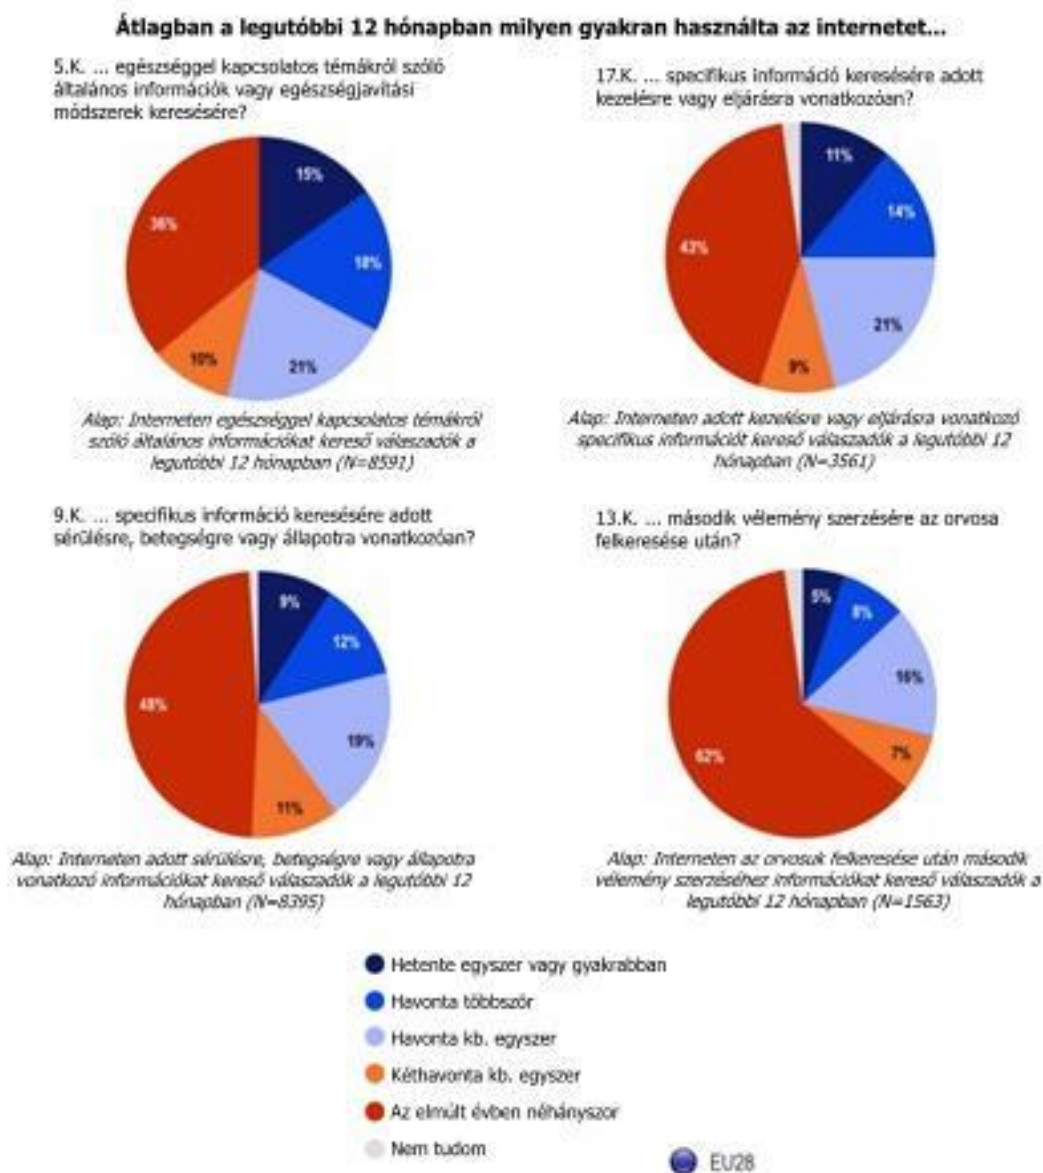 Átlagban a legutóbbi 12 hónapban milyen gyakran használta az internetet...
5.K. ... egészséggel kapcsolatos témákról szóló
általános információk vagy egészségjavítási
módszerek keresésére?
15%
18%
21%
10%
36%
Alap: Interneten egészséggel kapcsolatos témákról
szóló általános információkat kereső válaszadók a
legutóbbi 12 hónapban (N=8591)
17.K. ... specifikus információ keresésére adott
kezelésre vagy eljárásra vonatkozóan?
11%
14%
21%
9%
43%
Alap: Interneten adott kezelésre vagy eljárásra vonatkozó
specifikus információt kereső válaszadók a legutóbbi 12
hónapban (N=3561)
9.K. ... specifikus információ keresésére adott
sérülésre, betegségre vagy állapotra vonatkozóan?
9%
12%
19%
11%
48%
Alap: Interneten adott sérülésre, betegségre vagy állapotra
vonatkozó információkat kereső válaszadók a legutóbbi 12
hónapban (N=8395)
13.K. ... második vélemény szerzésére az orvosa
felkeresése után?
5%
8%
16%
7%
62%
Alap: Interneten az orvosuk felkeresése után második
vélemény szerzéséhez információkat kereső válaszadók a
legutóbbi 12 hónapban (N=1563)
Hetente egyszer vagy gyakrabban
Havonta többször
Havonta kb. egyszer
Kéthavonta kb. egyszer
Az elmúlt évben néhányszor
Nem tudom
EU28